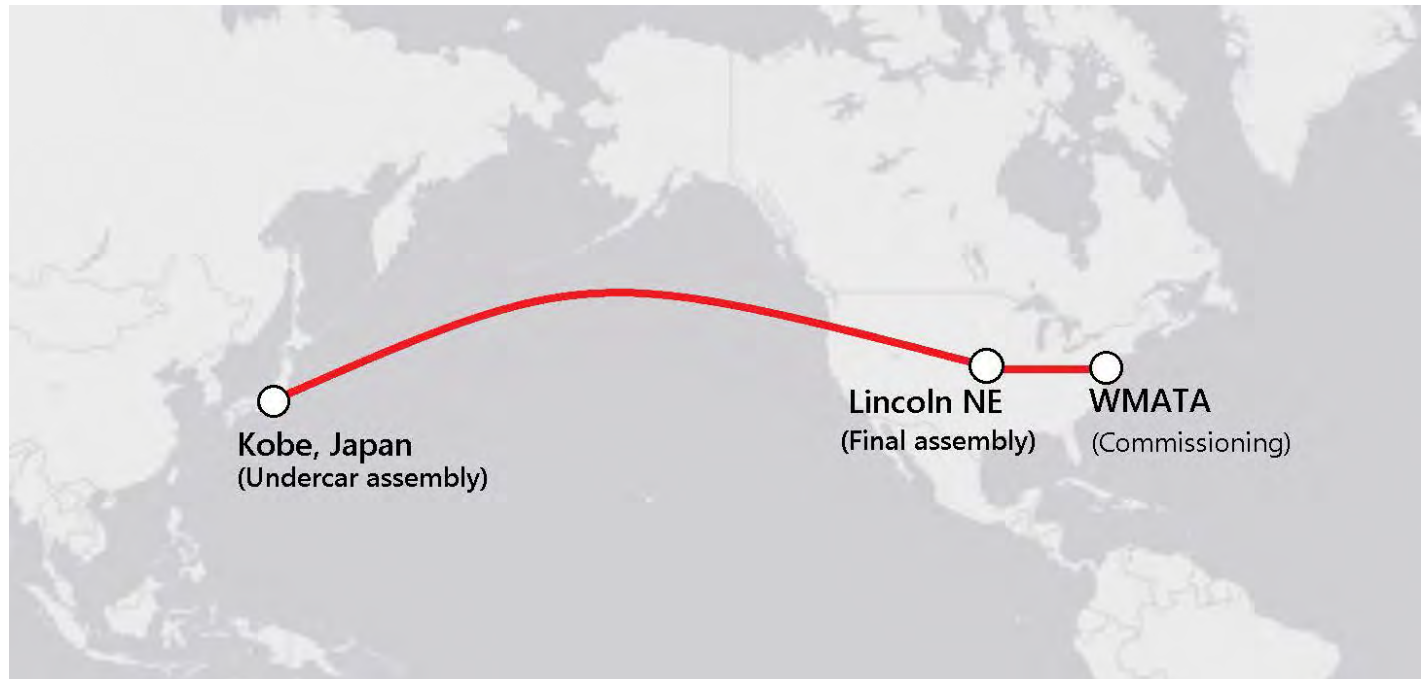 Kobe, Japan
(Undercar assembly)
Lincoln NE
(Final assembly)
WMATA
(Commissioning)